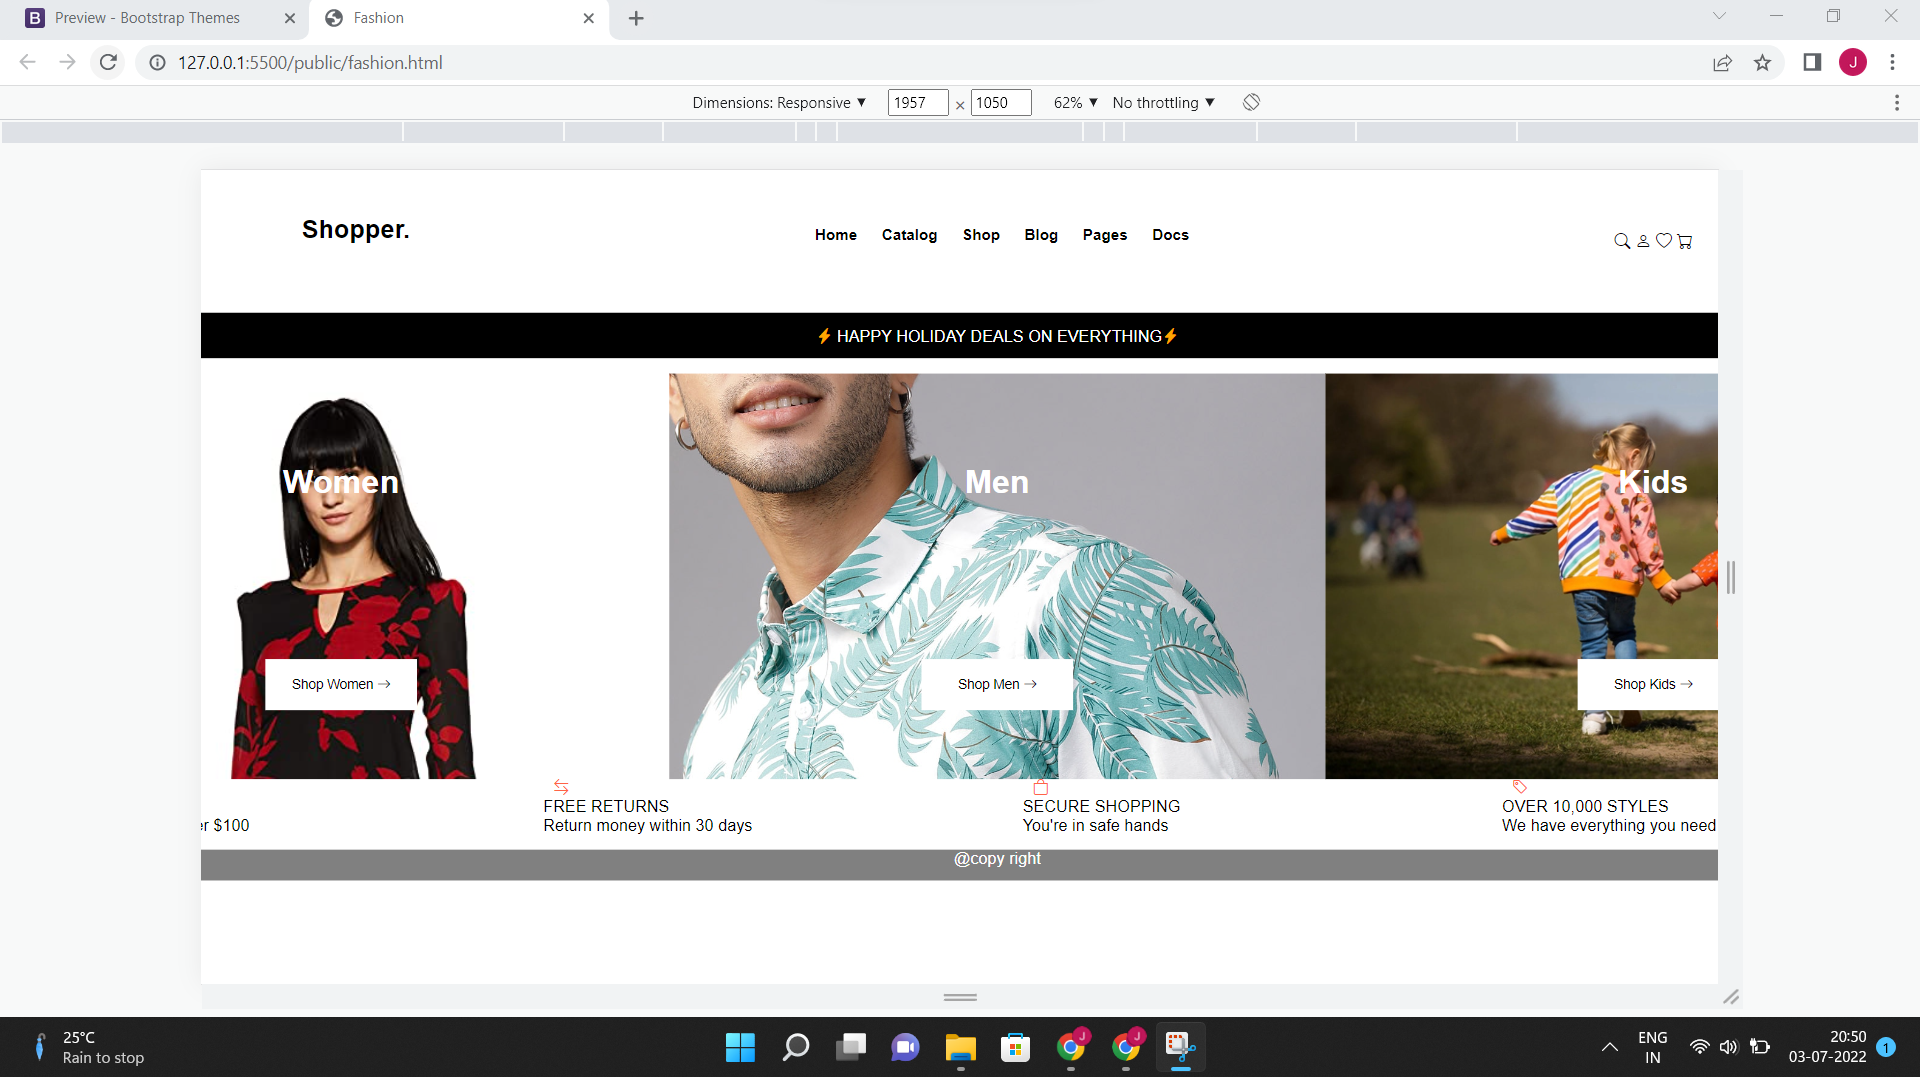 Preview - Bootstrap Themes
Fashion
127.0.0.1:5500/public/fashion.html
J
Dimensions: Responsive ▼ 1957 × 1050 62% ▼ No throttling ▼
Shopper.
Home Catalog Shop Blog Pages Docs
⚡ HAPPY HOLIDAY DEALS ON EVERYTHING⚡
Women
Men
Kids
Shop Women →
Shop Men →
Shop Kids →
FREE RETURNS
Return money within 30 days
SECURE SHOPPING
You're in safe hands
OVER 10,000 STYLES
We have everything you need
$100
@copy right
25°C
Rain to stop
J
J
ENG
IN
20:50
03-07-2022
1